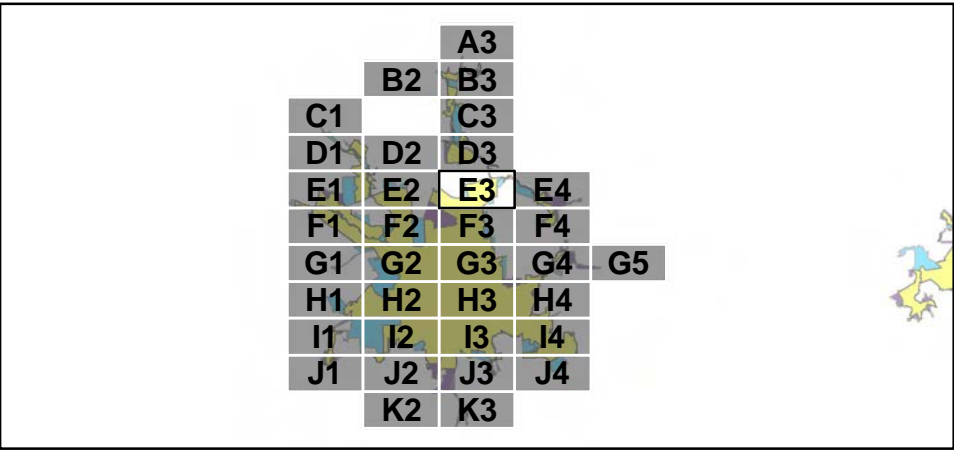 A3
B2 B3
C1 C3
D1 D2 D3
E1 E2 E3 E4
F1 F2 F3 F4
G1 G2 G3 G4 G5
H1 H2 H3 H4
I1 I2 I3 I4
J1 J2 J3 J4
K2 K3